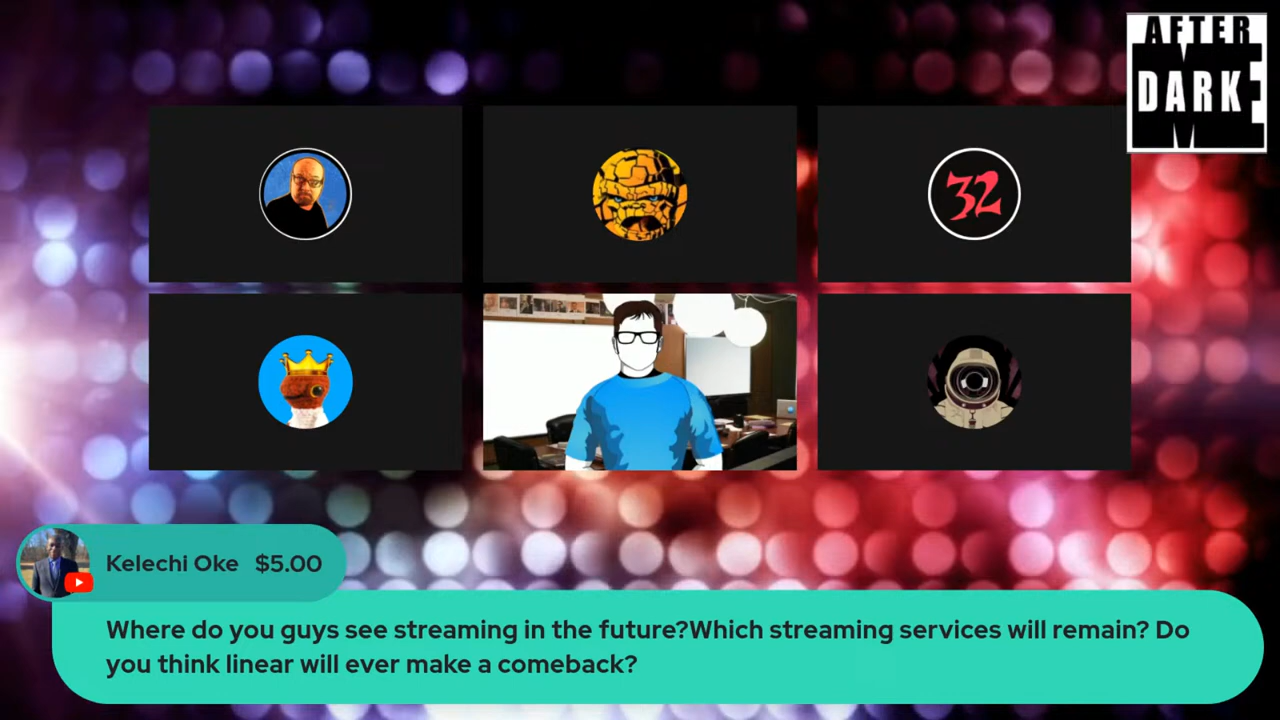 AFTER
ME
DARK
32
Kelechi Oke $5.00
Where do you guys see streaming in the future?Which streaming services will remain? Do
you think linear will ever make a comeback?